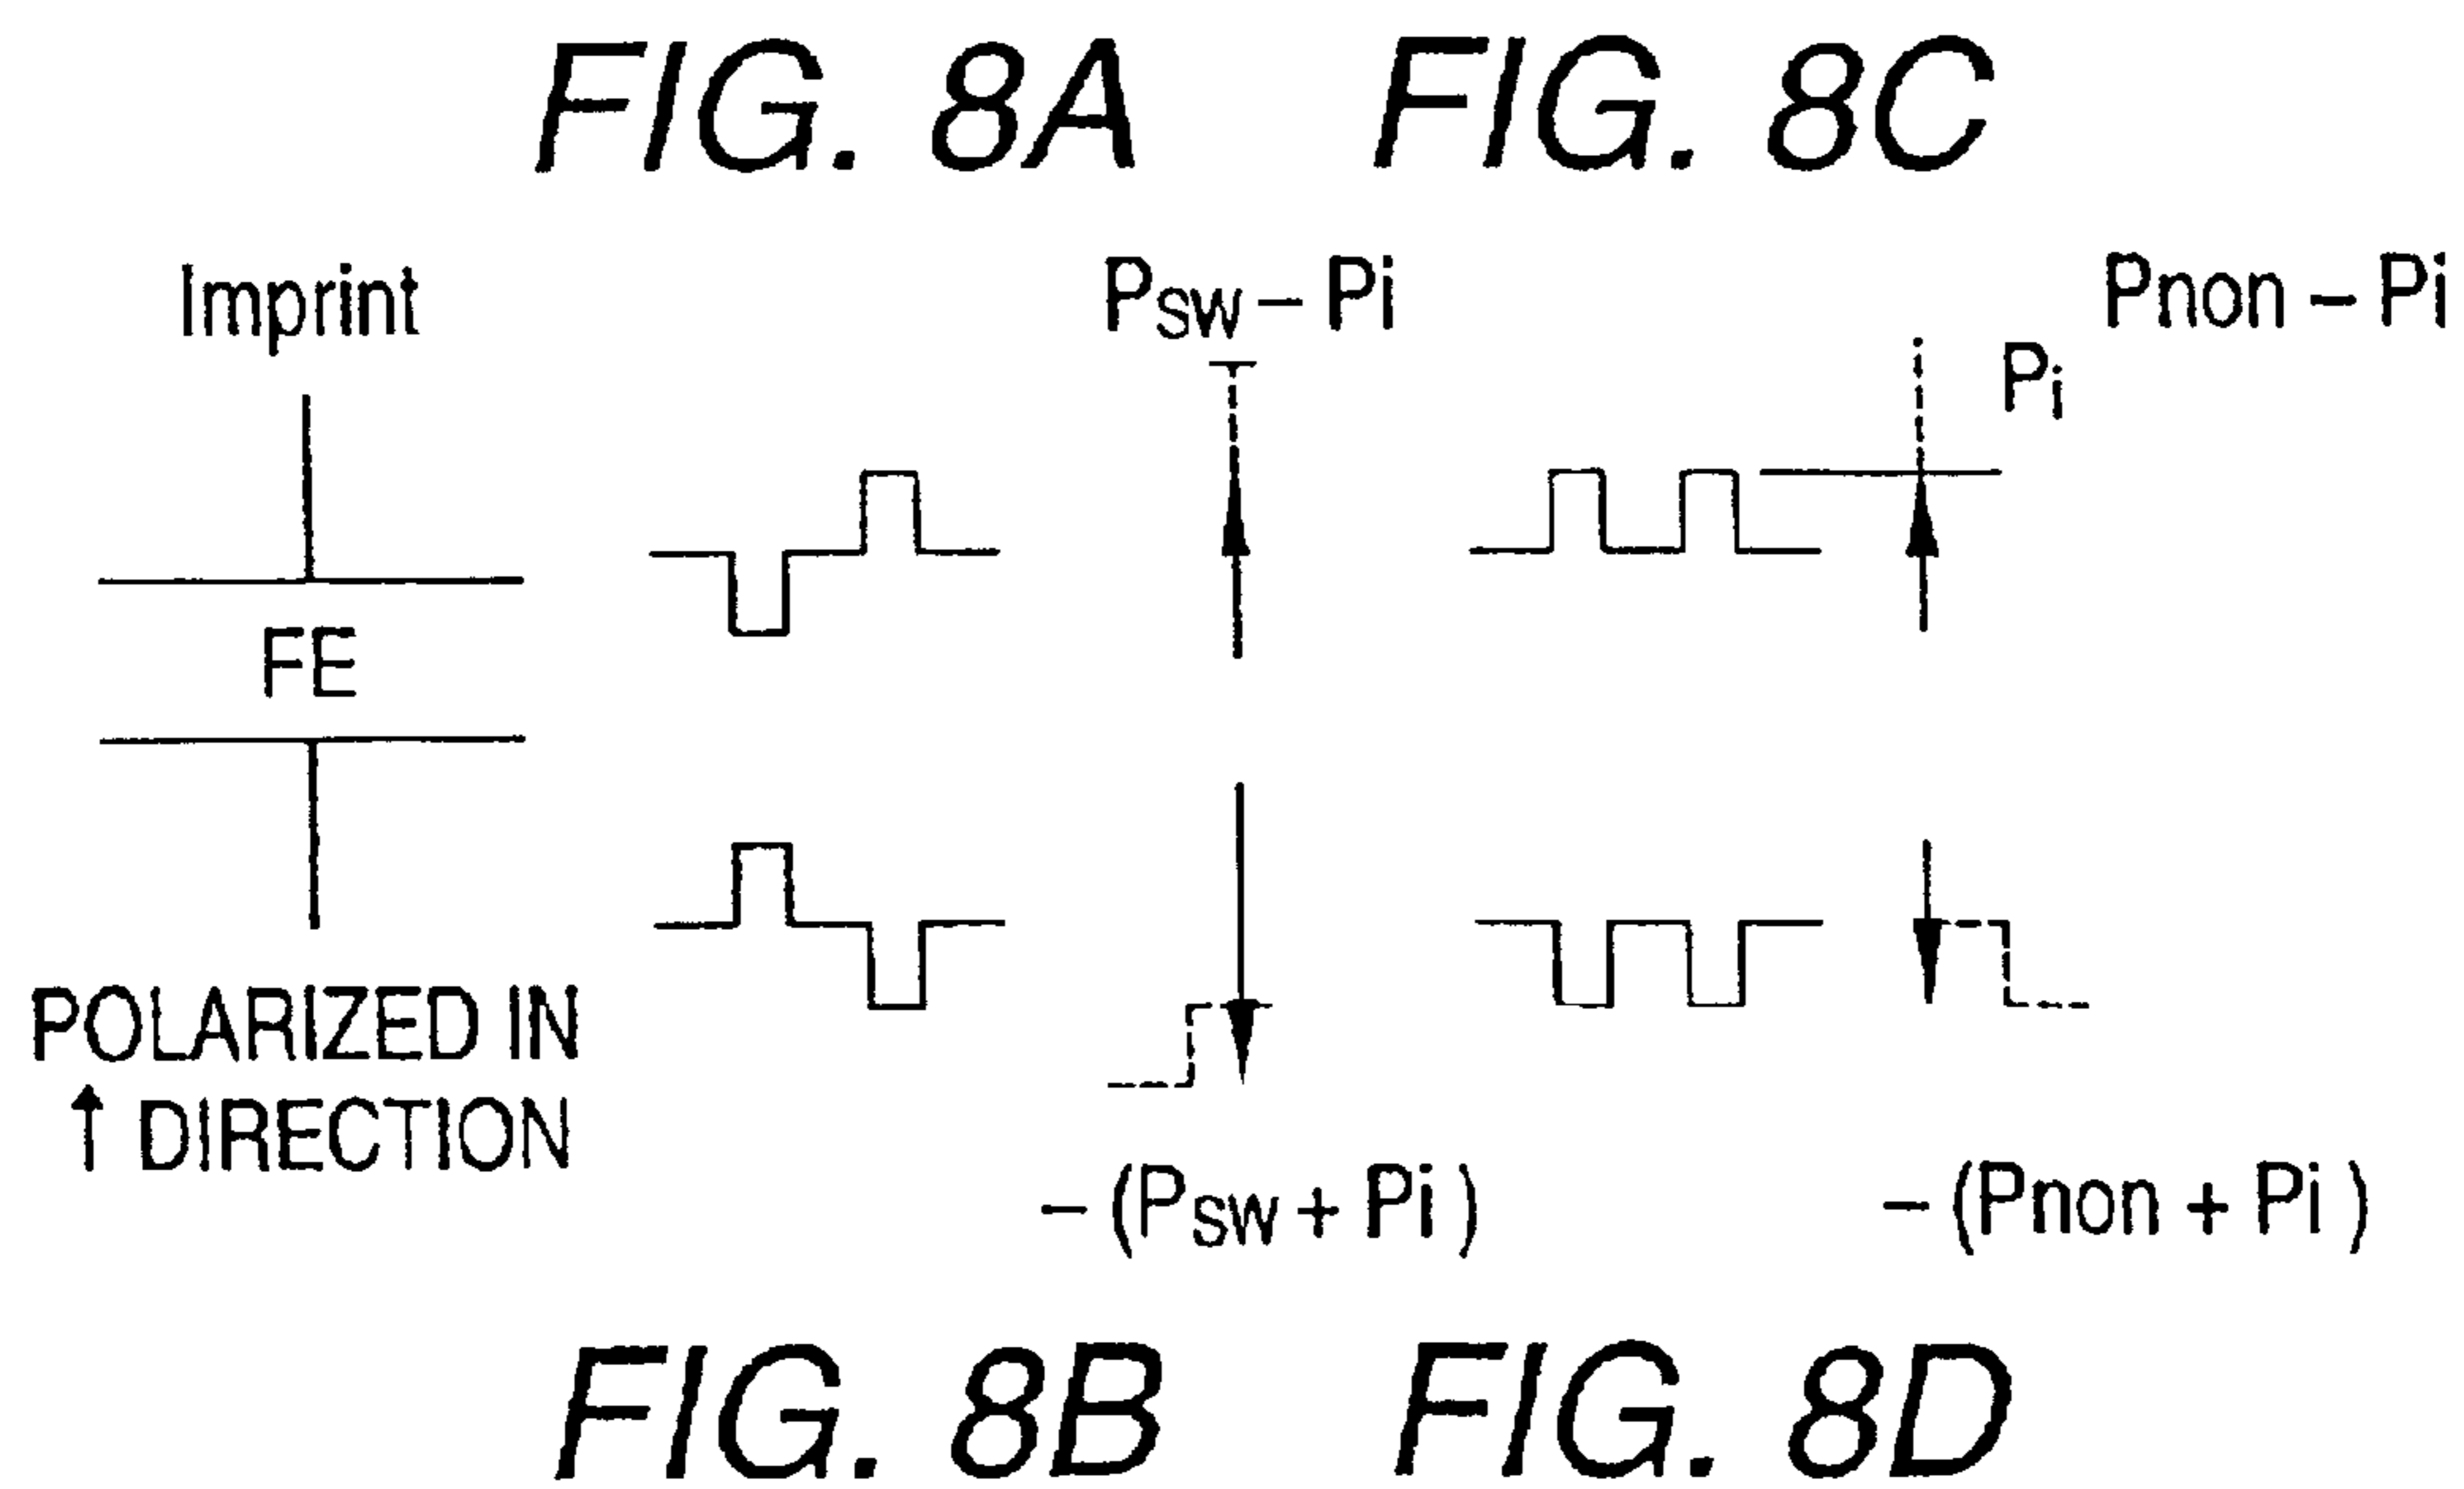 FIG. 8A
FIG. 8C
Imprint
Psw – Pi
Pnon – Pi
Pi
FE
POLARIZED IN
↑ DIRECTION
– (Psw + Pi)
– (Pnon + Pi)
FIG. 8B
FIG. 8D